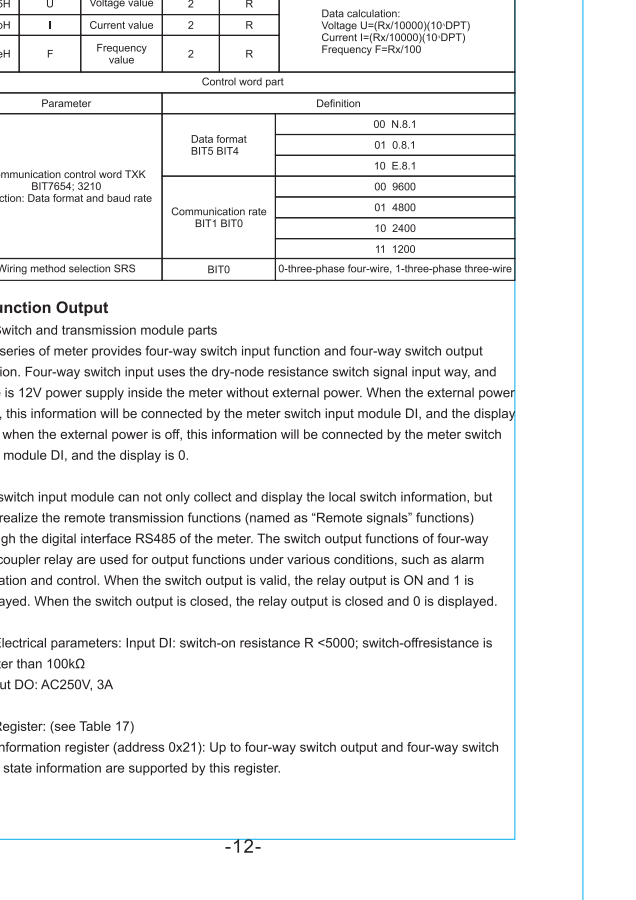 U Voltage value 2 R
I Current value 2 R
F Frequency value 2 R
Data calculation:
Voltage U=(Rx/10000)(10^DPT)
Current I=(Rx/10000)(10^DPT)
Frequency F=Rx/100
Control word part
Parameter Definition
mmunication control word TXK
BIT7654; 3210
ction: Data format and baud rate
Data format
BIT5 BIT4
00 N.8.1
01 0.8.1
10 E.8.1
Communication rate
BIT1 BIT0
00 9600
01 4800
10 2400
11 1200
Wiring method selection SRS BIT0 0-three-phase four-wire, 1-three-phase three-wire
unction Output
Switch and transmission module parts
series of meter provides four-way switch input function and four-way switch output
ion. Four-way switch input uses the dry-node resistance switch signal input way, and
e is 12V power supply inside the meter without external power. When the external power
, this information will be connected by the meter switch input module DI, and the display
when the external power is off, this information will be connected by the meter switch
module DI, and the display is 0.
switch input module can not only collect and display the local switch information, but
realize the remote transmission functions (named as “Remote signals” functions)
gh the digital interface RS485 of the meter. The switch output functions of four-way
coupler relay are used for output functions under various conditions, such as alarm
ation and control. When the switch output is valid, the relay output is ON and 1 is
ayed. When the switch output is closed, the relay output is closed and 0 is displayed.
Electrical parameters: Input DI: switch-on resistance R <5000; switch-offresistance is
ter than 100kΩ
ut DO: AC250V, 3A
Register: (see Table 17)
nformation register (address 0x21): Up to four-way switch output and four-way switch
state information are supported by this register.
-12-